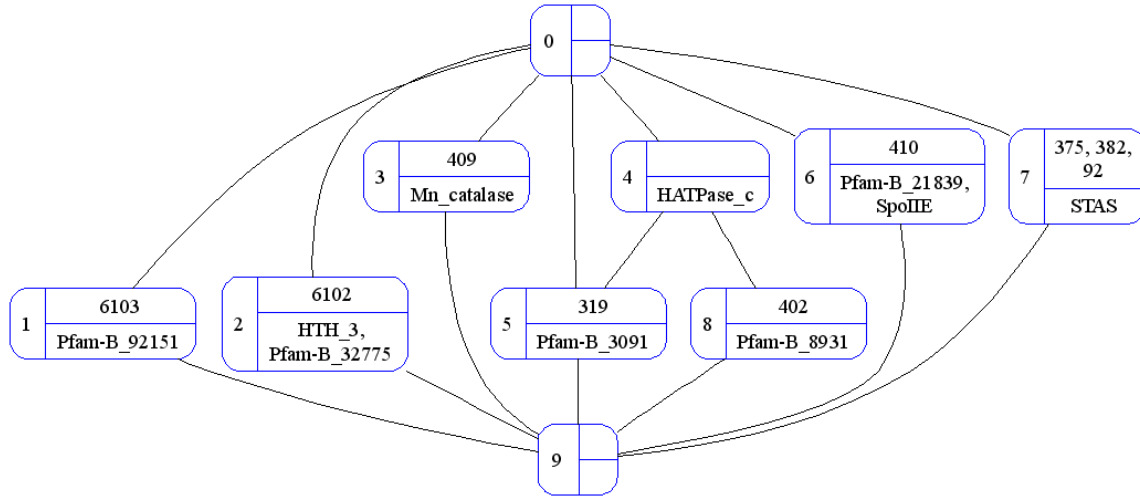 0
3
409
Mn_catalase
4
HATPase_c
6
410
Pfam-B_21839,
SpoIIE
7
375, 382,
92
STAS
1
6103
Pfam-B_92151
2
6102
HTH_3,
Pfam-B_32775
5
319
Pfam-B_3091
8
402
Pfam-B_8931
9